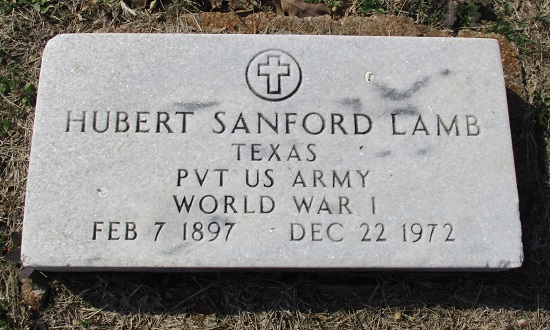 HUBERT SANFORD LAMB
TEXAS
PVT US ARMY
WORLD WAR I
FEB 7 1897 DEC 22 1972